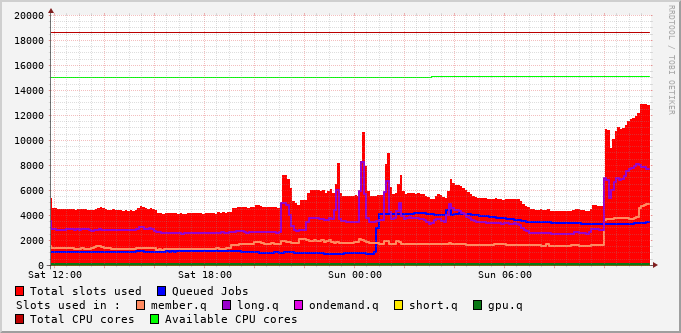 20000
18000
16000
14000
12000
10000
8000
6000
4000
2000
0
Sat 12:00 Sat 18:00 Sun 00:00 Sun 06:00
Total slots used Queued Jobs
Slots used in : member.q long.q ondemand.q short.q gpu.q
Total CPU cores Available CPU cores
RRDTOOL / TOBI OETIKER